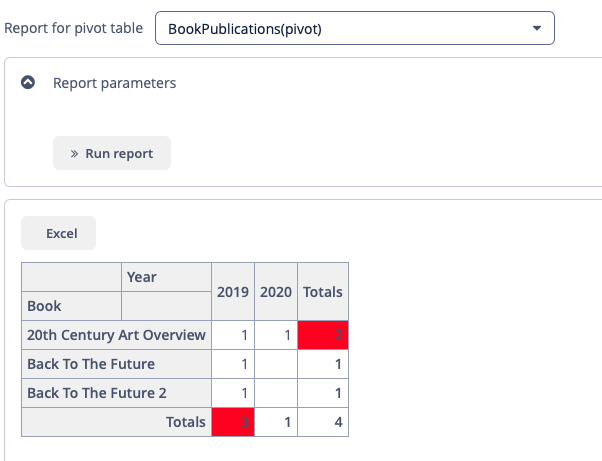 Report for pivot table BookPublications(pivot)
Report parameters
» Run report
Excel
Year
2019 2020 Totals
Book
20th Century Art Overview 1 1 2
Back To The Future 1 1
Back To The Future 2 1 1
Totals 3 1 4